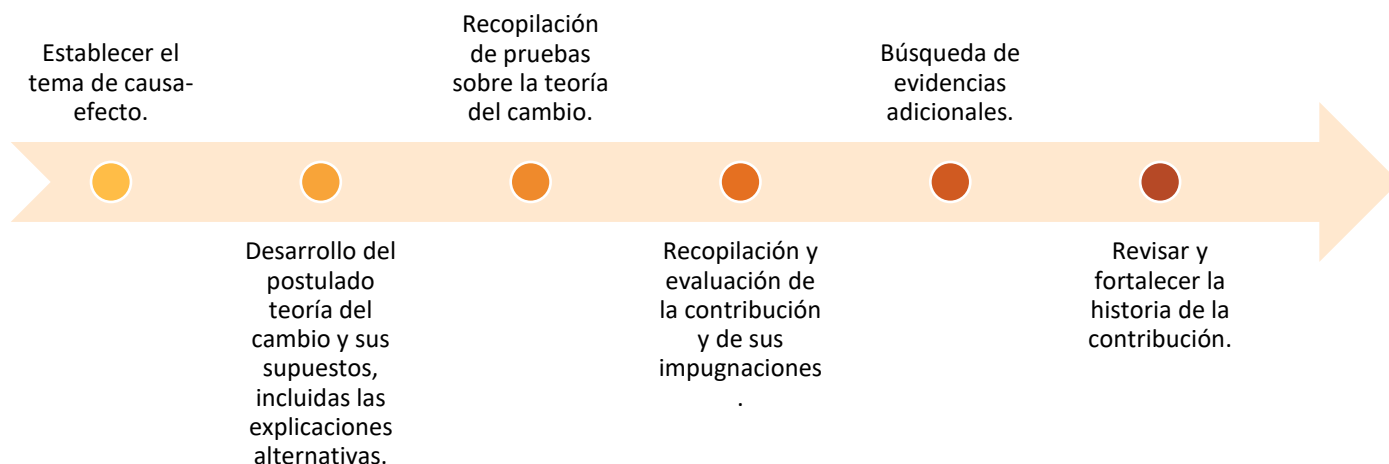 Establecer el
tema de causa-
efecto.
Desarrollo del
postulado
teoría del
cambio y sus
supuestos,
incluidas las
explicaciones
alternativas.
Recopilación
de pruebas
sobre la teoría
del cambio.
Recopilación y
evaluación de
la contribución
y de sus
impugnaciones
.
Búsqueda de
evidencias
adicionales.
Revisar y
fortalecer la
historia de la
contribución.